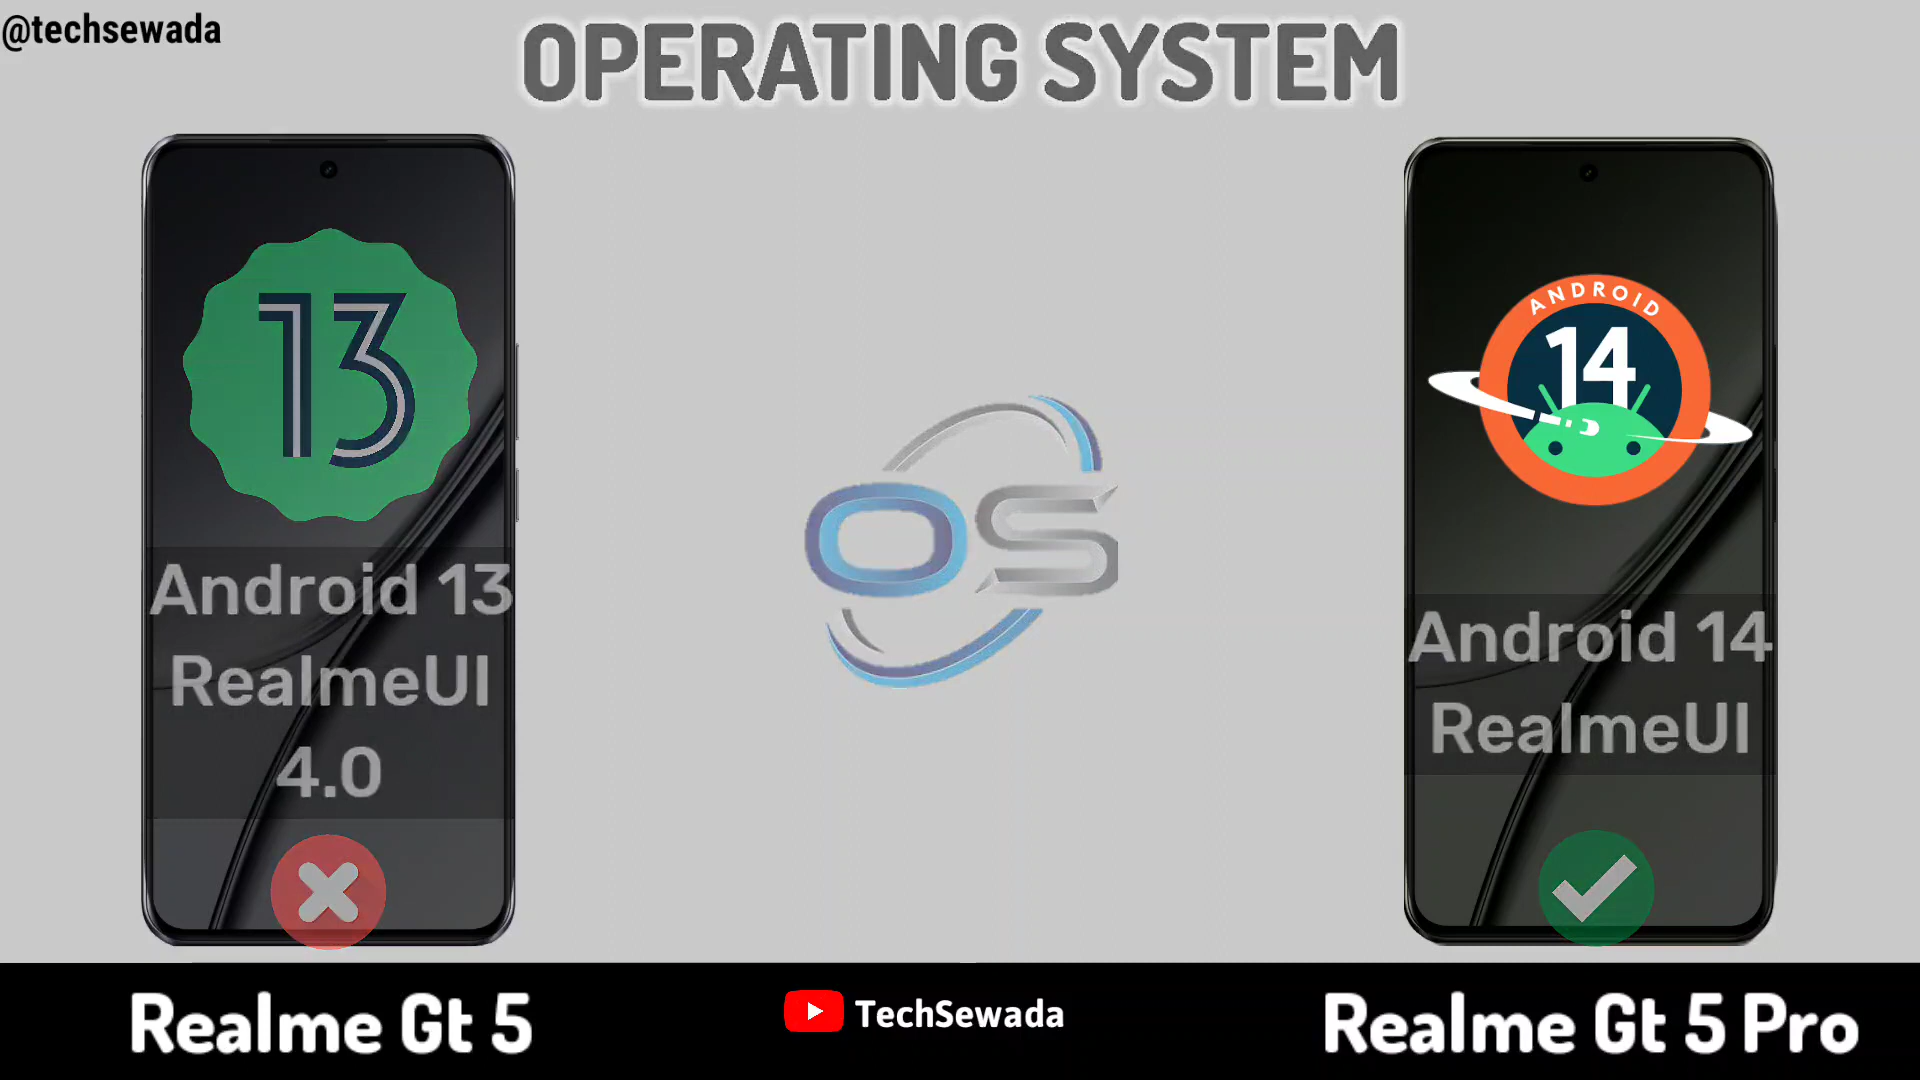 @techsewada
OPERATING SYSTEM
13
Android 13
RealmeUI
4.0
OS
ANDROID
14
Android 14
RealmeUI
Realme Gt 5
TechSewada
Realme Gt 5 Pro